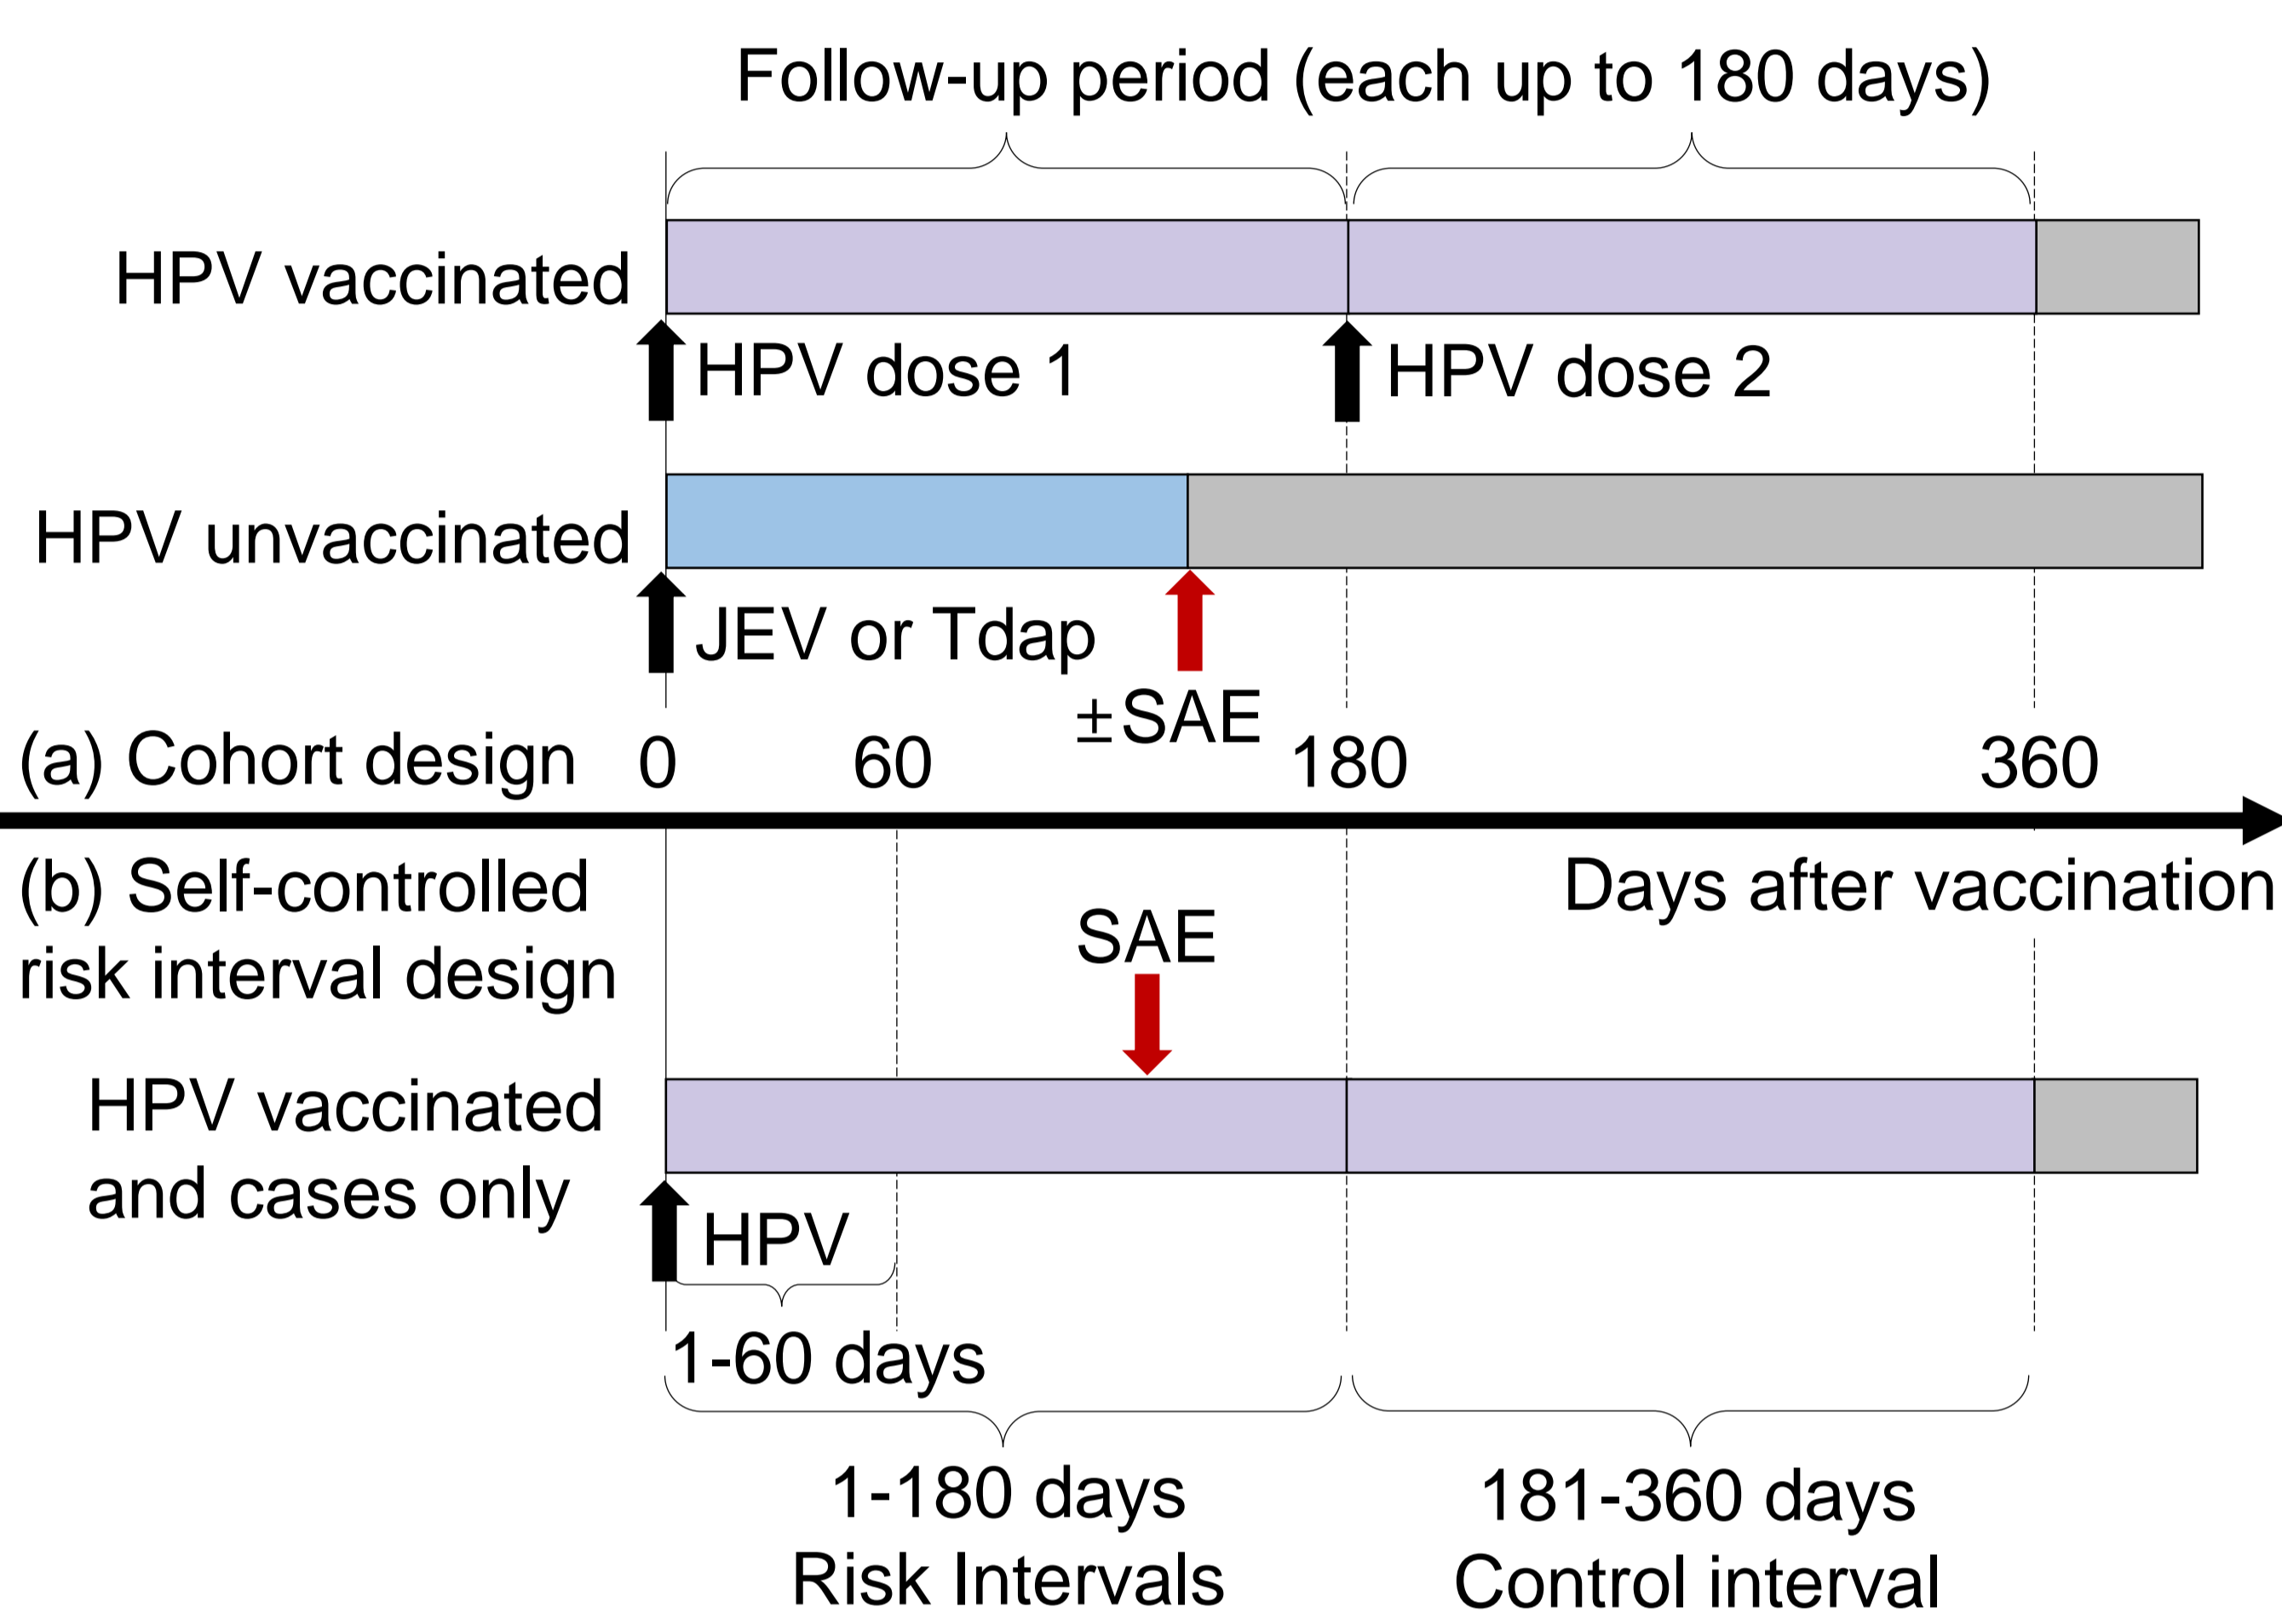 Follow-up period (each up to 180 days)
HPV vaccinated
HPV dose 1
HPV dose 2
HPV unvaccinated
JEV or Tdap
±SAE
(a) Cohort design
0
60
180
360
(b) Self-controlled
risk interval design
Days after vaccination
SAE
HPV vaccinated
and cases only
HPV
1-60 days
1-180 days
Risk Intervals
181-360 days
Control interval